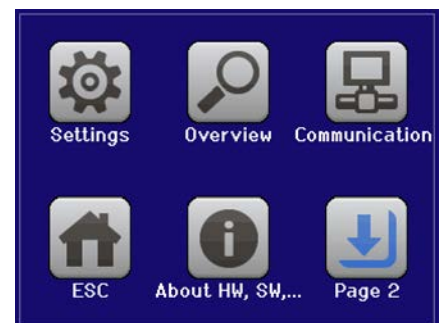 Settings
Overview
Communication
ESC
About HW, SW,...
Page 2